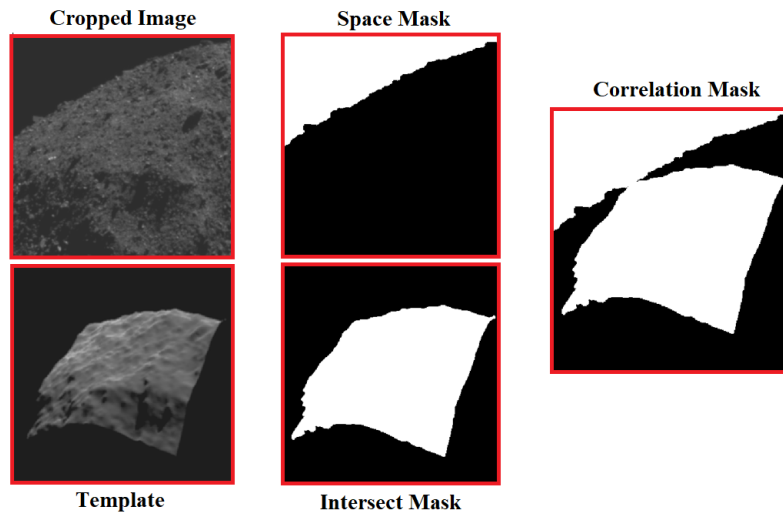 Cropped Image
Space Mask
Correlation Mask
Template
Intersect Mask